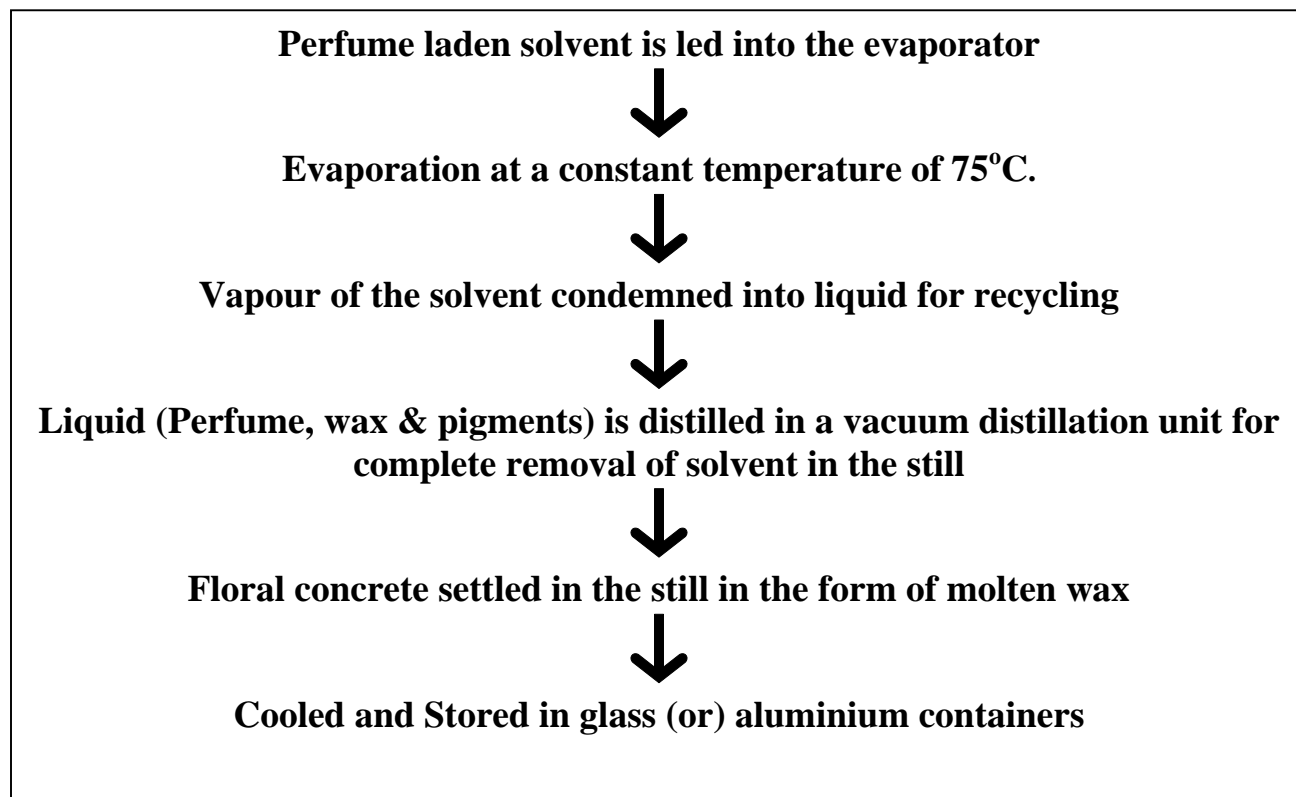 Perfume laden solvent is led into the evaporator
Evaporation at a constant temperature of 75°C.
Vapour of the solvent condemned into liquid for recycling
Liquid (Perfume, wax & pigments) is distilled in a vacuum distillation unit for
complete removal of solvent in the still
Floral concrete settled in the still in the form of molten wax
Cooled and Stored in glass (or) aluminium containers